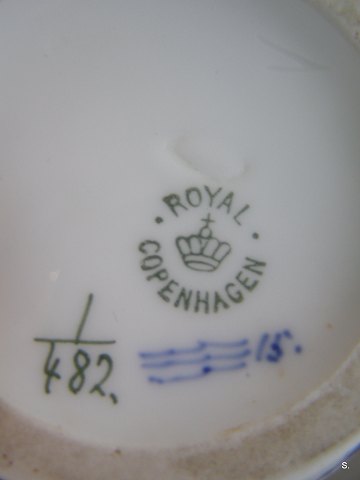 ROYAL
COPENHAGEN
1
482.
15.
S.